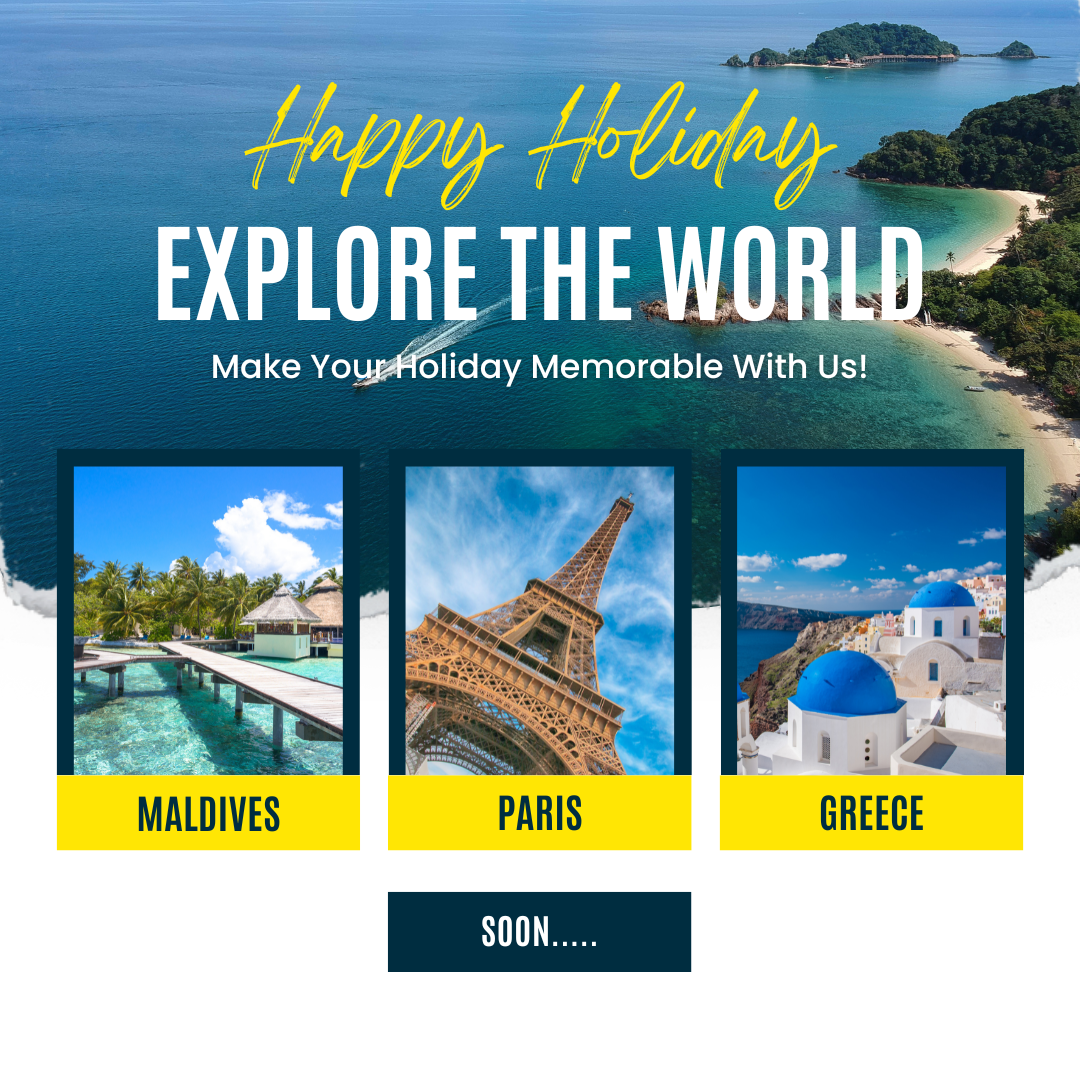 Happy Holiday
EXPLORE THE WORLD
Make Your Holiday Memorable With Us!
MALDIVES
PARIS
GREECE
SOON.....